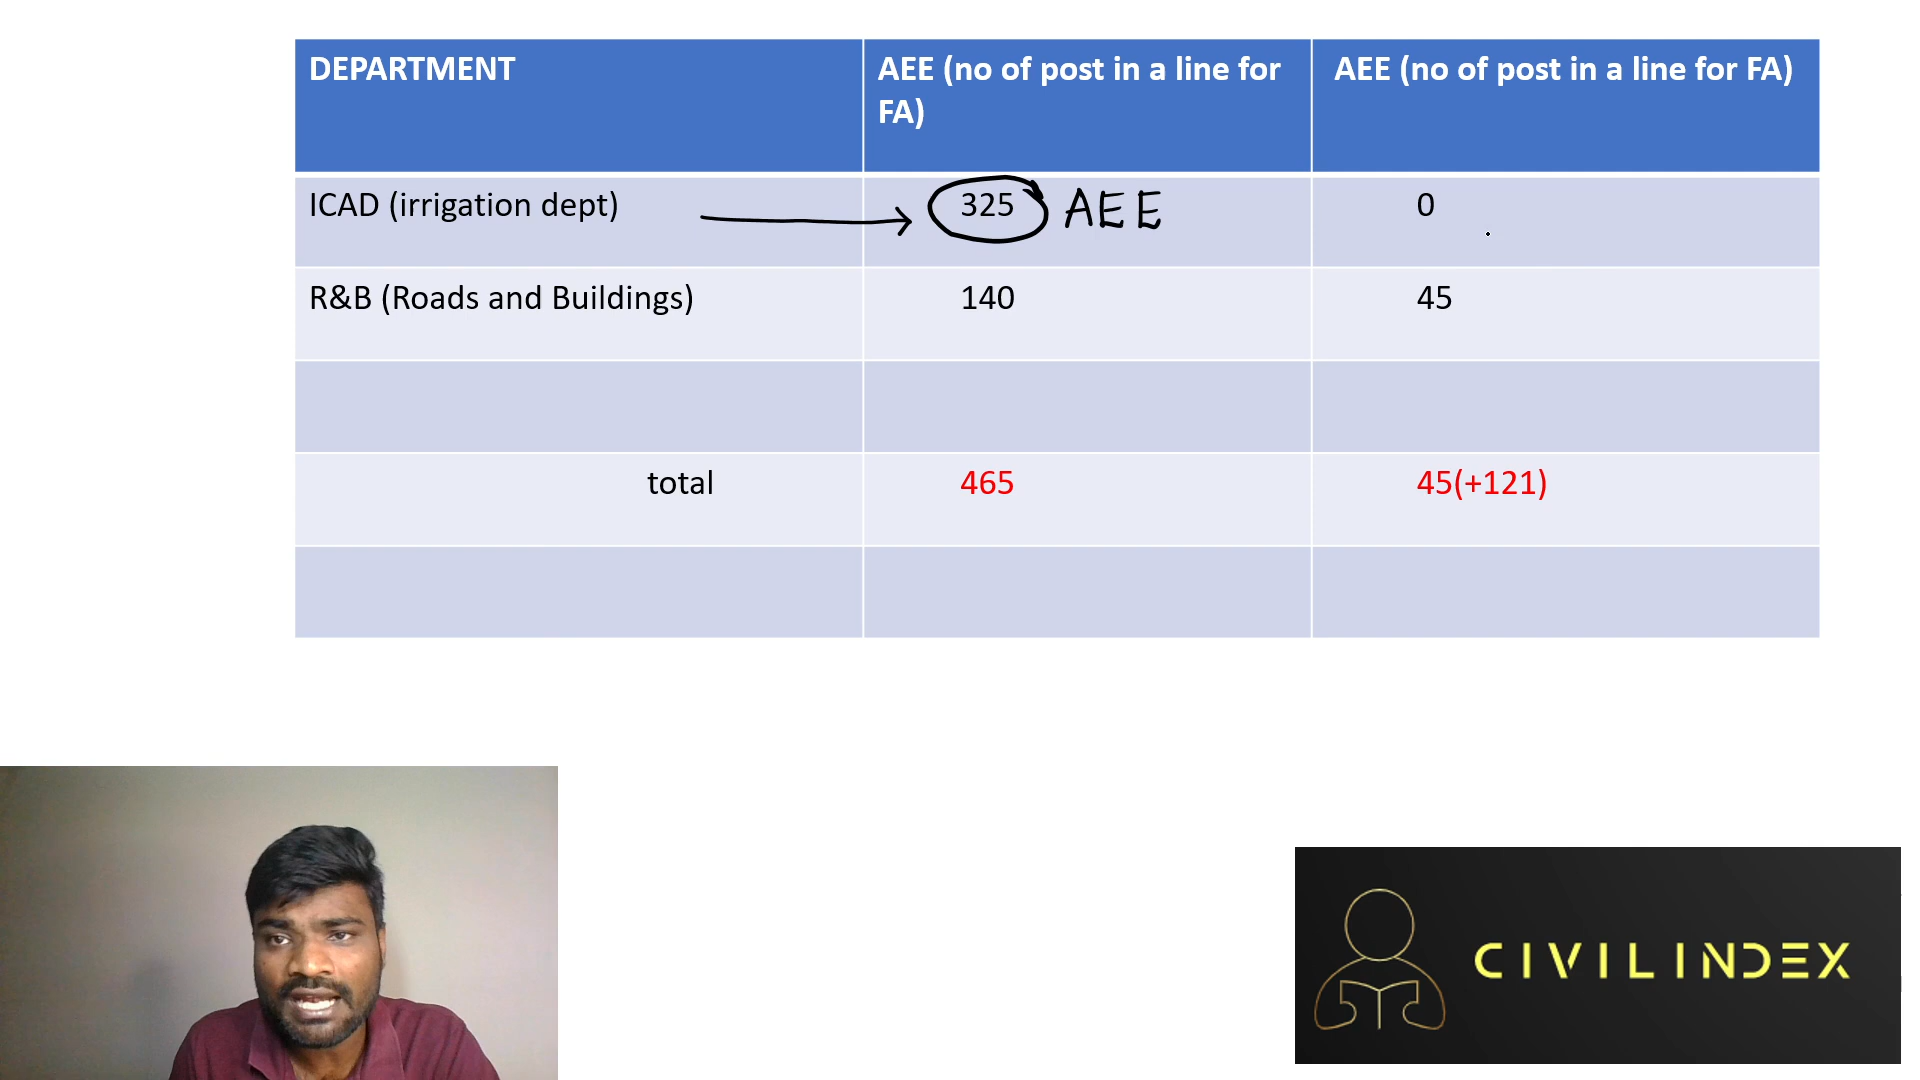 DEPARTMENT
AEE (no of post in a line for
FA)
AEE (no of post in a line for FA)
ICAD (irrigation dept)
325
AEE
0
R&B (Roads and Buildings)
140
45
total
465
45(+121)
CIVILINDEX